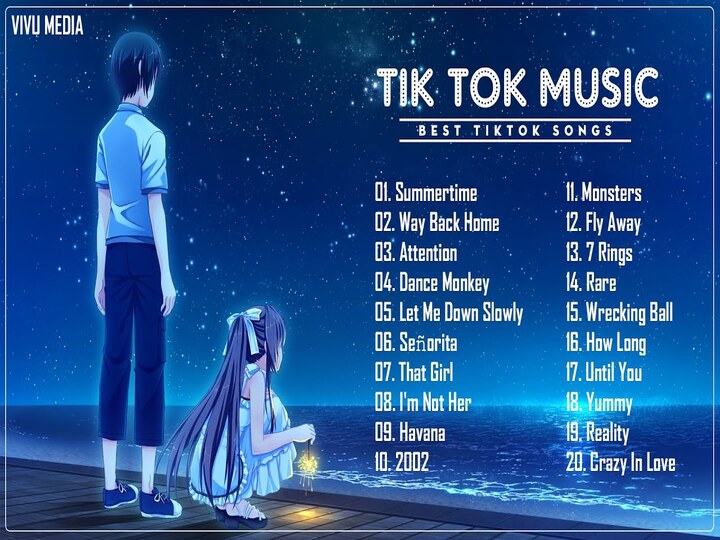 VIVU MEDIA
TIK TOK MUSIC
BEST TIKTOK SONGS
01. Summertime
02. Way Back Home
03. Attention
04. Dance Monkey
05. Let Me Down Slowly
06. Señorita
07. That Girl
08. I'm Not Her
09. Havana
10. 2002
11. Monsters
12. Fly Away
13. 7 Rings
14. Rare
15. Wrecking Ball
16. How Long
17. Until You
18. Yummy
19. Reality
20. Crazy In Love